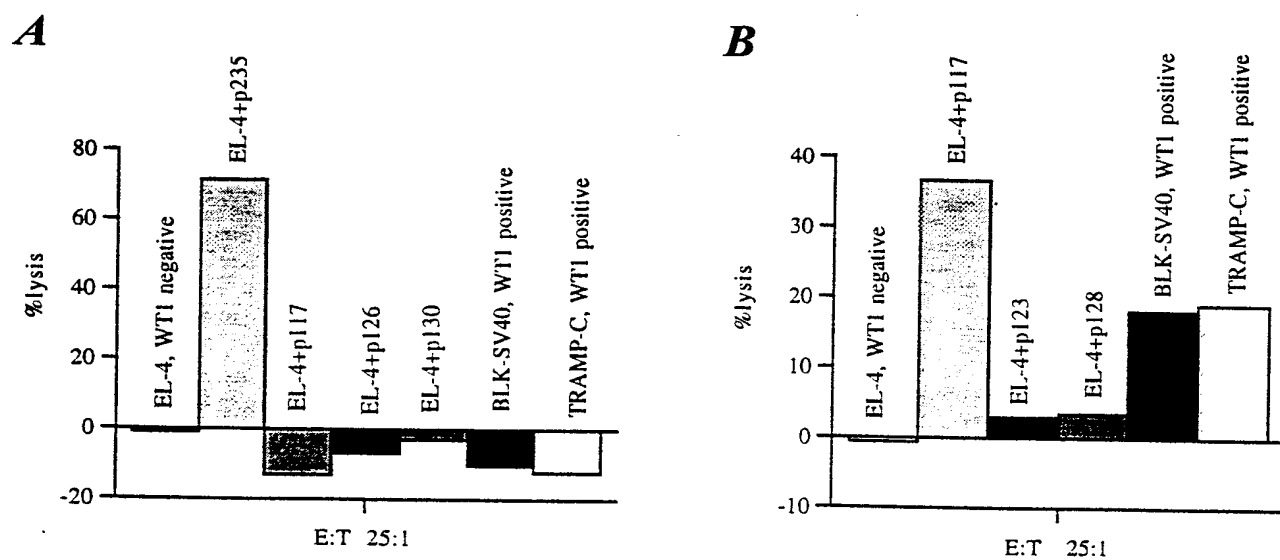 A
%lysis
80
60
40
20
0
-20
EL-4, WT1 negative
EL-4+p235
EL-4+p117
EL-4+p126
EL-4+p130
BLK-SV40, WT1 positive
TRAMP-C, WT1 positive
E:T 25:1
B
%lysis
40
30
20
10
0
-10
EL-4, WT1 negative
EL-4+p117
EL-4+p123
EL-4+p128
BLK-SV40, WT1 positive
TRAMP-C, WT1 positive
E:T 25:1